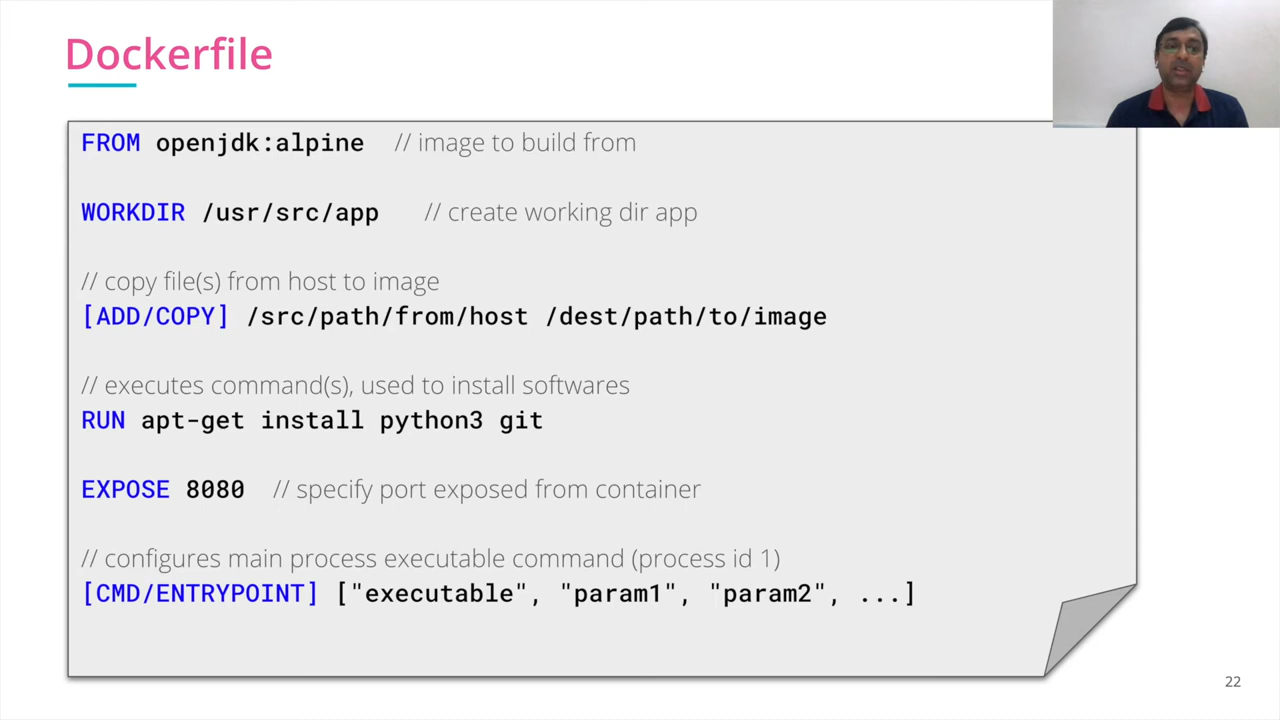 Dockerfile
FROM openjdk:alpine // image to build from
WORKDIR /usr/src/app // create working dir app
// copy file(s) from host to image
[ADD/COPY] /src/path/from/host /dest/path/to/image
// executes command(s), used to install softwares
RUN apt-get install python3 git
EXPOSE 8080 // specify port exposed from container
// configures main process executable command (process id 1)
[CMD/ENTRYPOINT] ["executable", "param1", "param2", ...]
22